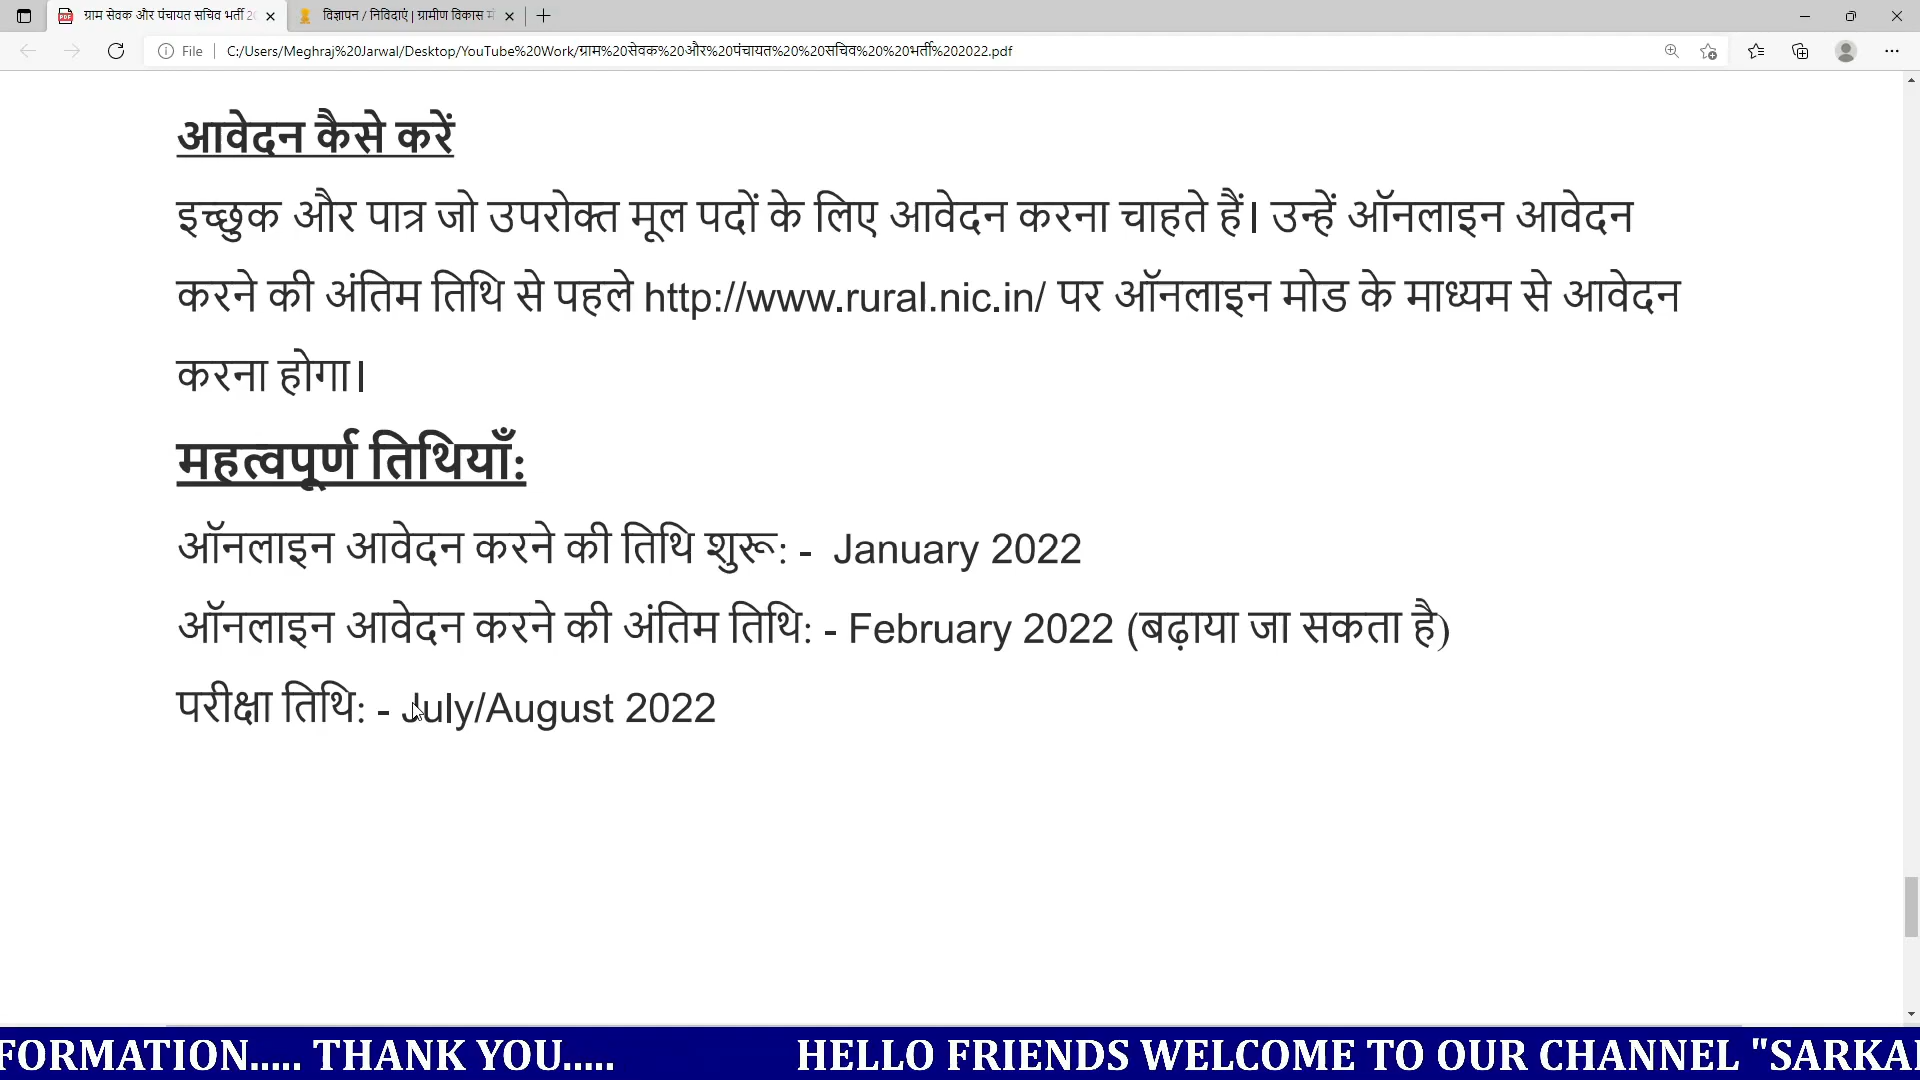 ग्राम सेवक और पंचायत सचिव भर्ती
विज्ञापन / निविदाएं | ग्रामीण विकास
File
C:/Users/Meghraj%20Jarwal/Desktop/YouTube%20Work/ग्राम%20सेवक%20और%20पंचायत%20%20सचिव%20%20भर्ती%202022.pdf
आवेदन कैसे करें
इच्छुक और पात्र जो उपरोक्त मूल पदों के लिए आवेदन करना चाहते हैं। उन्हें ऑनलाइन आवेदन
करने की अंतिम तिथि से पहले http://www.rural.nic.in/ पर ऑनलाइन मोड के माध्यम से आवेदन
करना होगा।
महत्वपूर्ण तिथियाँ:
ऑनलाइन आवेदन करने की तिथि शुरू: - January 2022
ऑनलाइन आवेदन करने की अंतिम तिथि: - February 2022 (बढ़ाया जा सकता है)
परीक्षा तिथि: - July/August 2022
FORMATION..... THANK YOU..... HELLO FRIENDS WELCOME TO OUR CHANNEL "SARKA